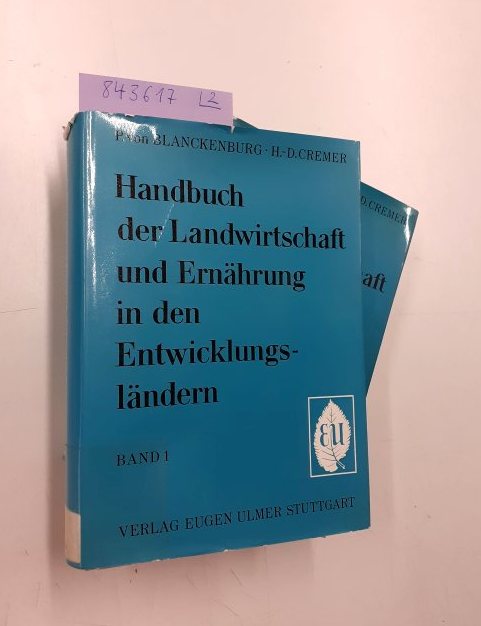 843617 L2
P. von BLANCKENBURG · H.-D. CREMER
Handbuch
der Landwirtschaft
und Ernährung
in den
Entwicklungs-
ländern
BAND 1
EU
VERLAG EUGEN ULMER STUTTGART
D. CREMER
aft